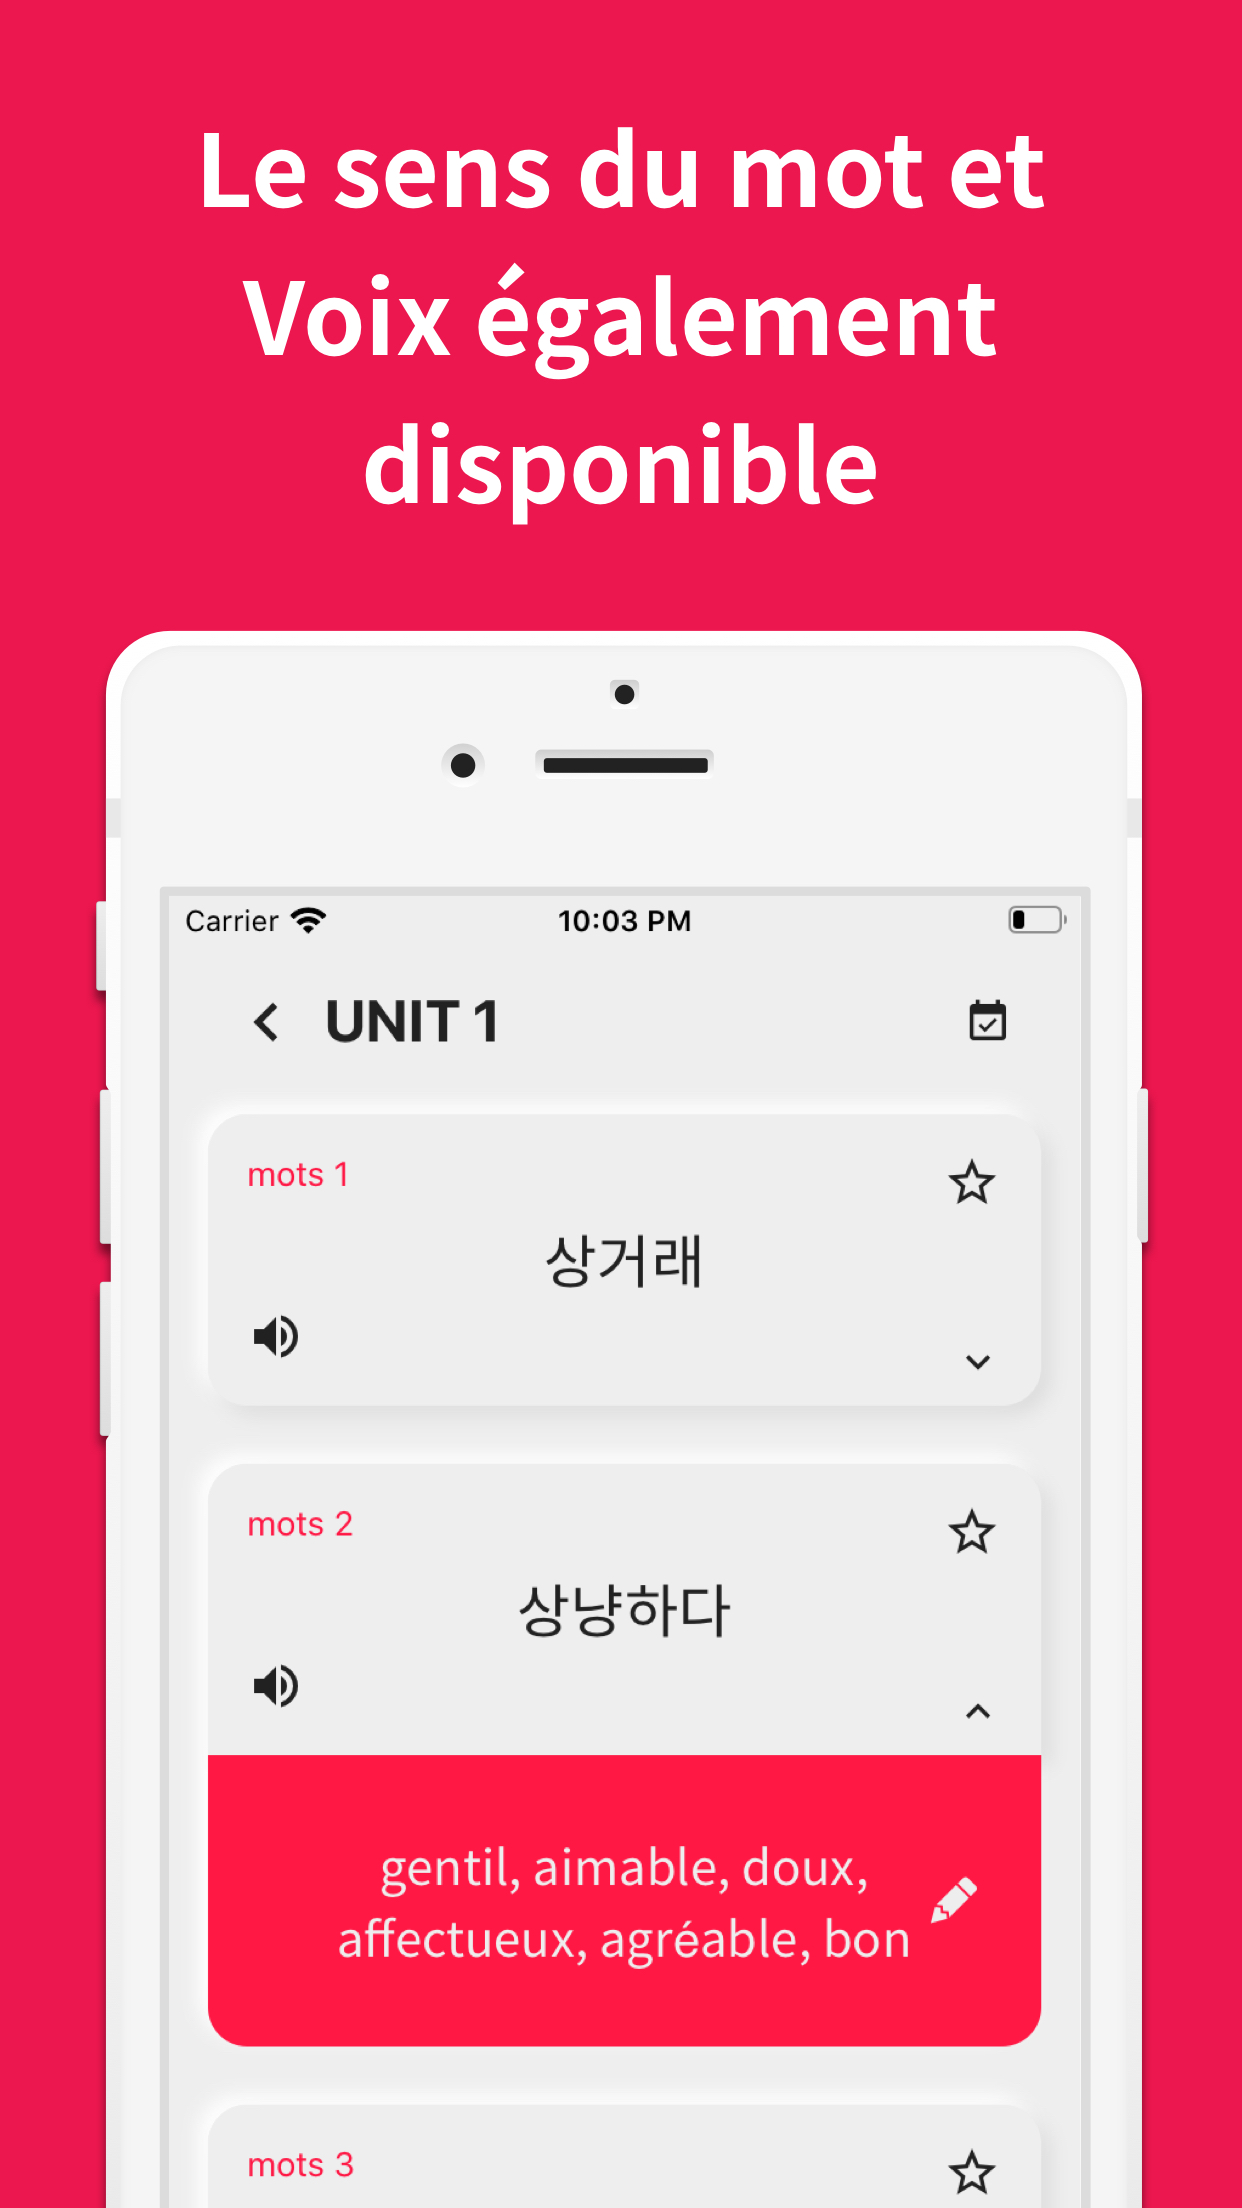 Le sens du mot et
Voix également
disponible
Carrier 10:03 PM
UNIT 1
mots 1
상거래
mots 2
상냥하다
gentil, aimable, doux,
affectueux, agréable, bon
mots 3